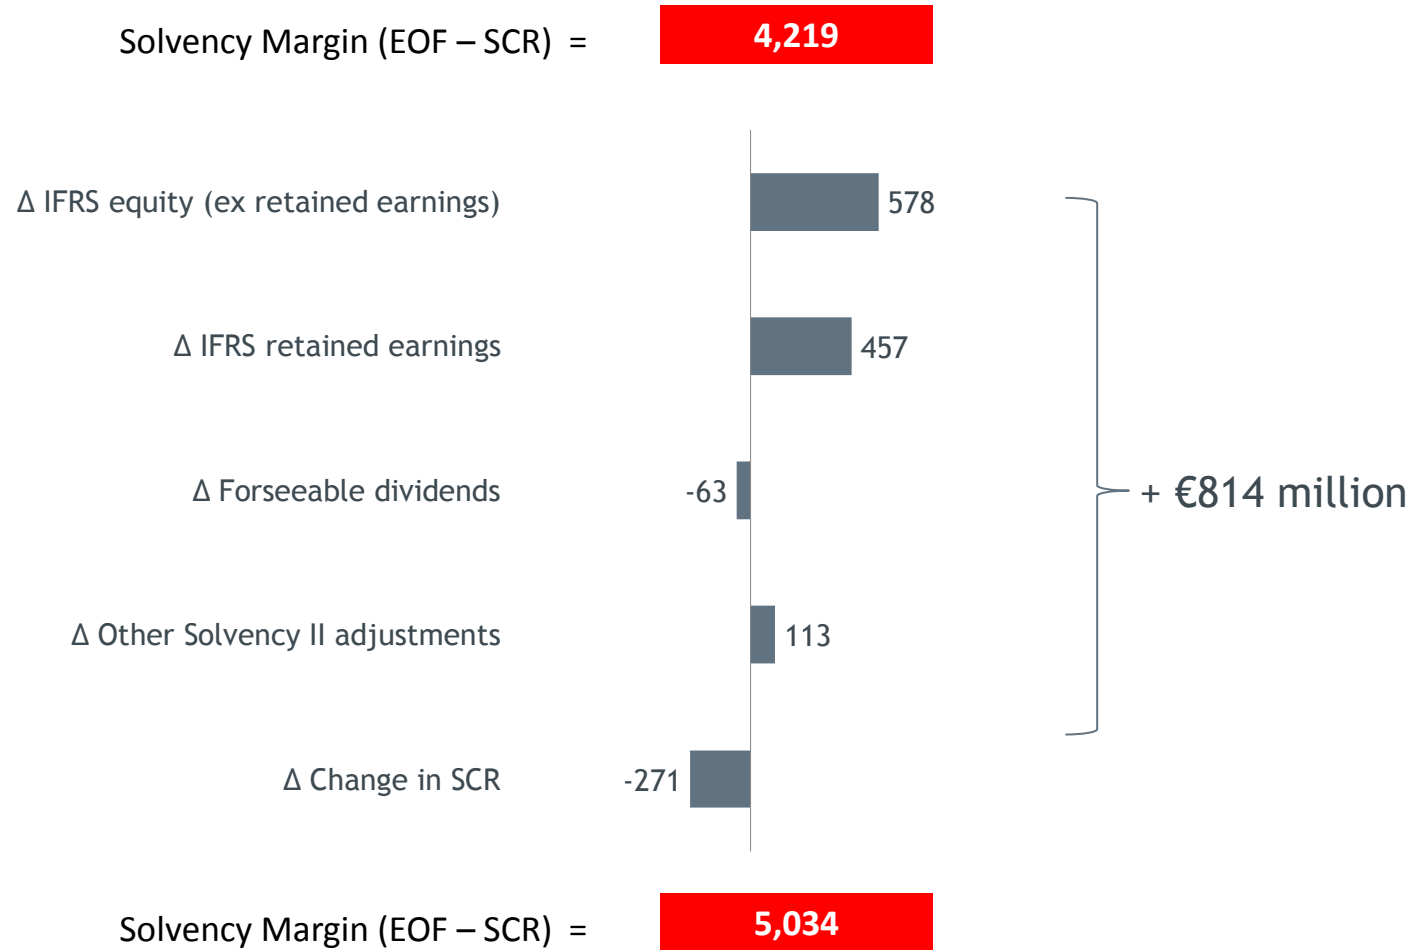 Solvency Margin (EOF – SCR) = 4,219
Δ IFRS equity (ex retained earnings) 578
Δ IFRS retained earnings 457
Δ Forseeable dividends -63
+ €814 million
Δ Other Solvency II adjustments 113
Δ Change in SCR -271
Solvency Margin (EOF – SCR) = 5,034